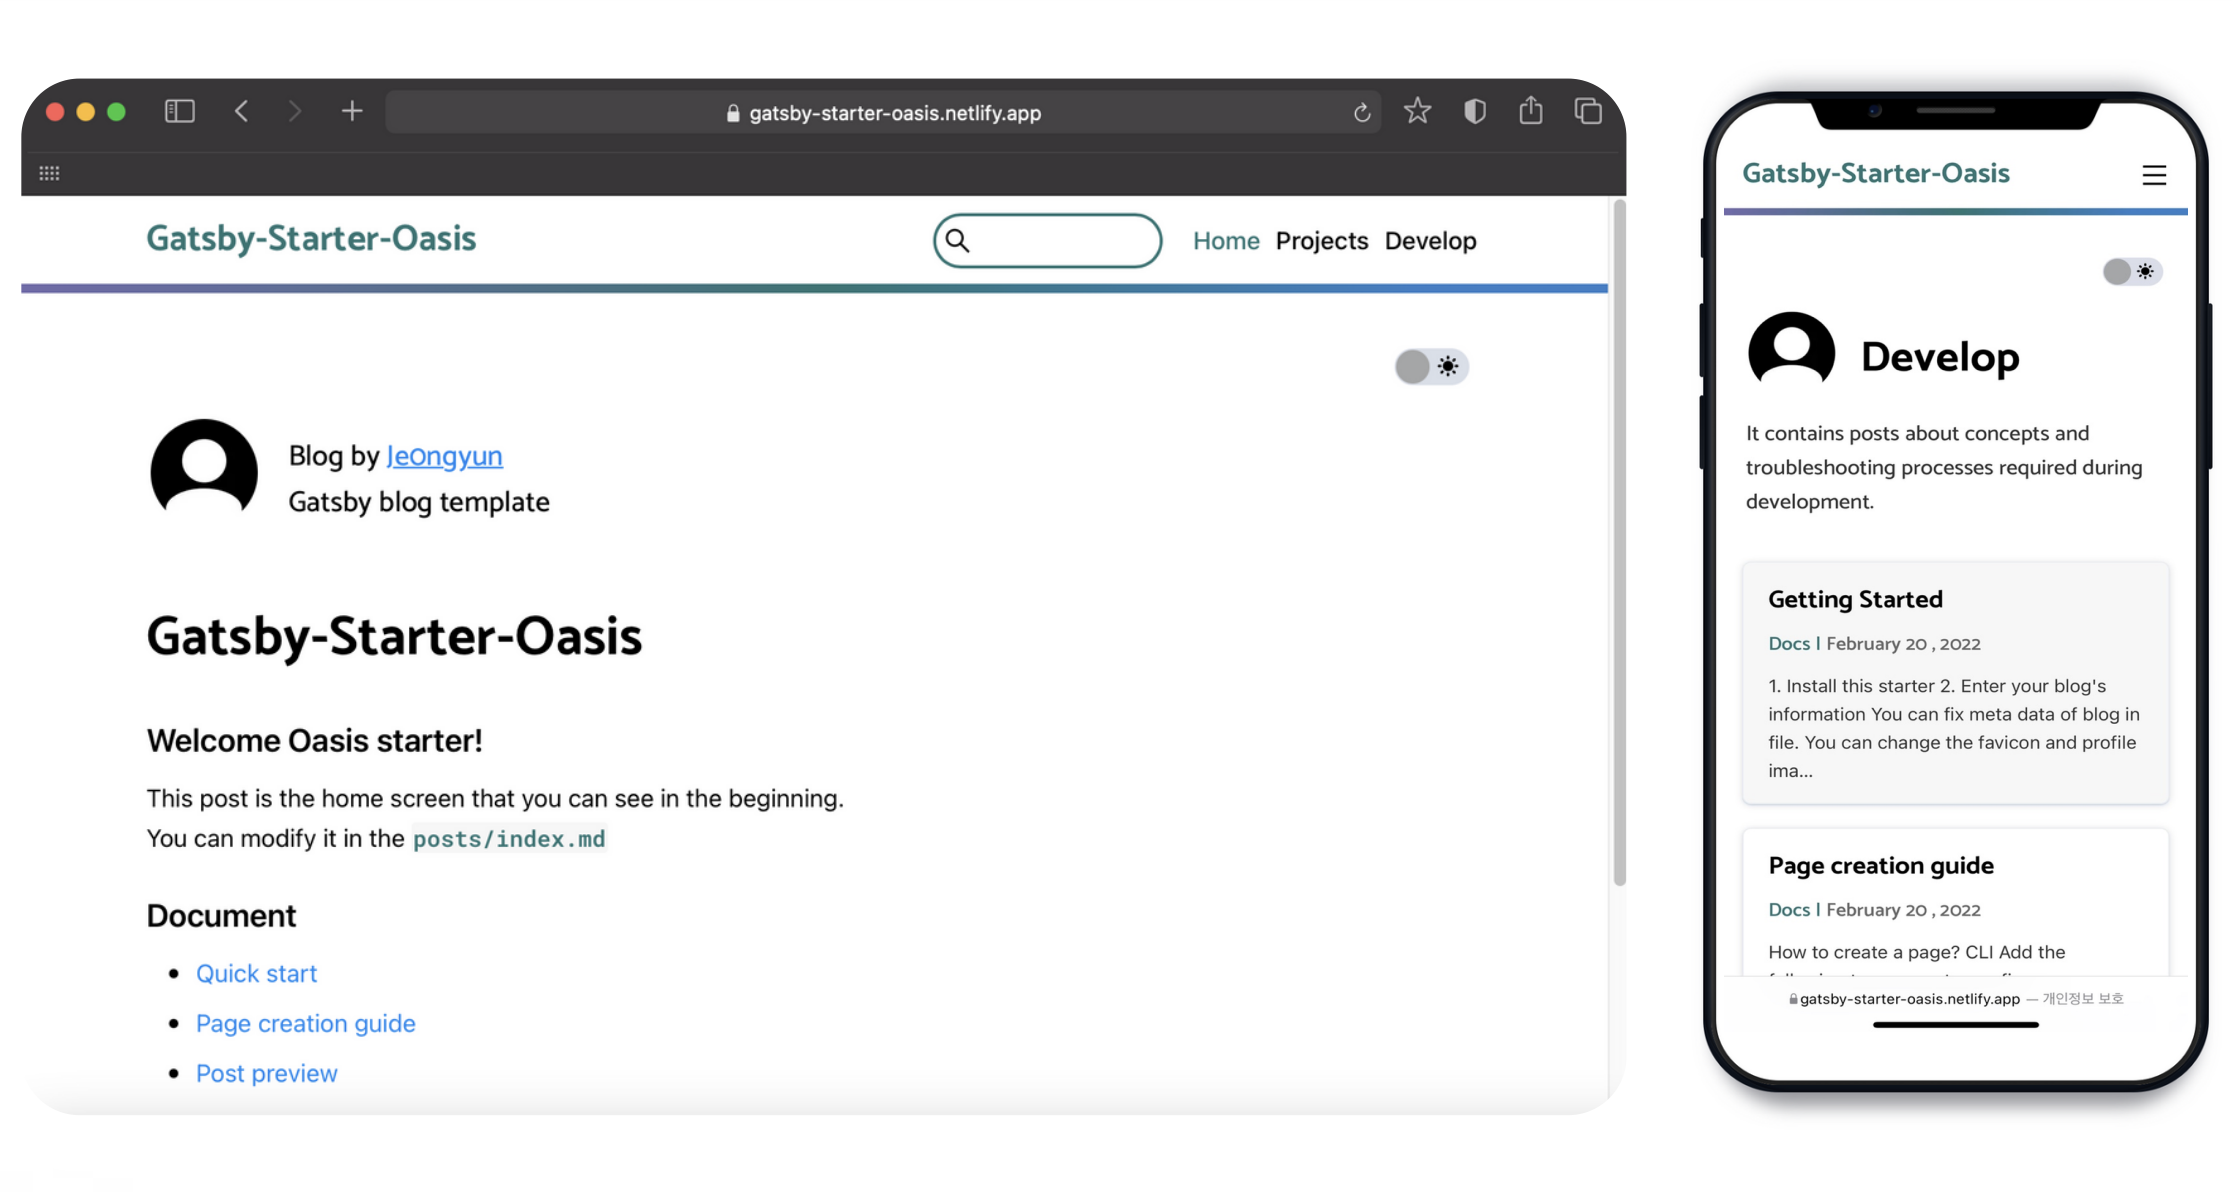 gatsby-starter-oasis.netlify.app
Gatsby-Starter-Oasis
Home Projects Develop
Blog by Je0ngyun
Gatsby blog template
Gatsby-Starter-Oasis
Welcome Oasis starter!
This post is the home screen that you can see in the beginning.
You can modify it in the posts/index.md
Document
Quick start
Page creation guide
Post preview
Gatsby-Starter-Oasis
Develop
It contains posts about concepts and
troubleshooting processes required during
development.
Getting Started
Docs | February 20 , 2022
1. Install this starter 2. Enter your blog's
information You can fix meta data of blog in
file. You can change the favicon and profile
ima...
Page creation guide
Docs | February 20 , 2022
How to create a page? CLI Add the
gatsby-starter-oasis.netlify.app — 개인정보 보호